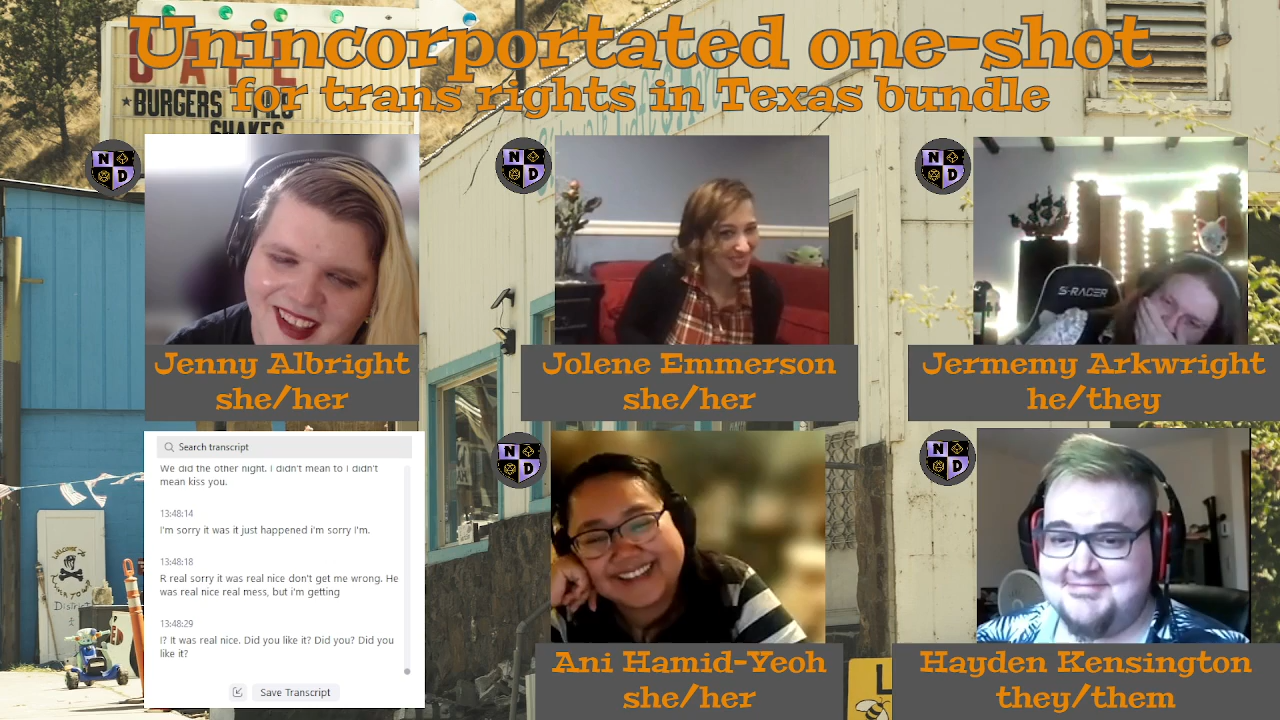 Unincorportated one-shot
for trans rights in Texas bundle
CAFE
★BURGERS PIES
SHAKES
N
D
N
D
N
D
S-RACER
Jenny Albright
she/her
Jolene Emmerson
she/her
Jermemy Arkwright
he/they
Search transcript
We did the other night. I didn't mean to I didn't
mean kiss you.
13:48:14
I'm sorry it was it just happened i'm sorry I'm.
13:48:18
R real sorry it was real nice don't get me wrong. He
was real nice real mess, but i'm getting
13:48:29
I? It was real nice. Did you like it? Did you? Did you
like it?
Save Transcript
N
D
N
D
WELCOME
District
L
Ani Hamid-Yeoh
she/her
Hayden Kensington
they/them